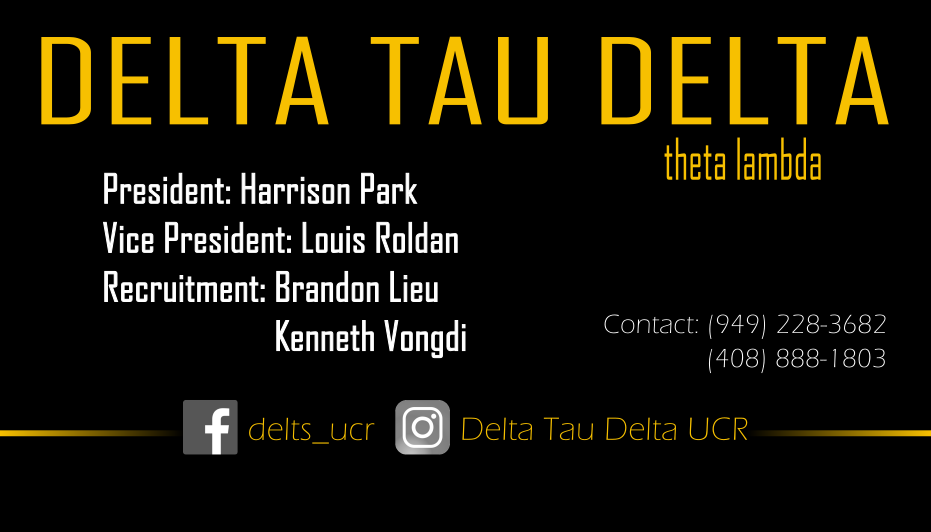 DELTA TAU DELTA
theta lambda
President: Harrison Park
Vice President: Louis Roldan
Recruitment: Brandon Lieu
Kenneth Vongdi
Contact: (949) 228-3682
(408) 888-1803
delts_ucr Delta Tau Delta UCR